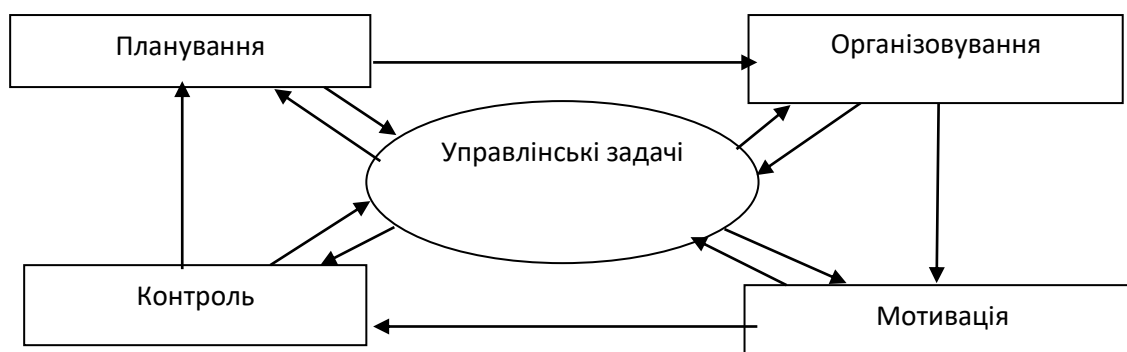 Планування
Організовування
Управлінські задачі
Контроль
Мотивація